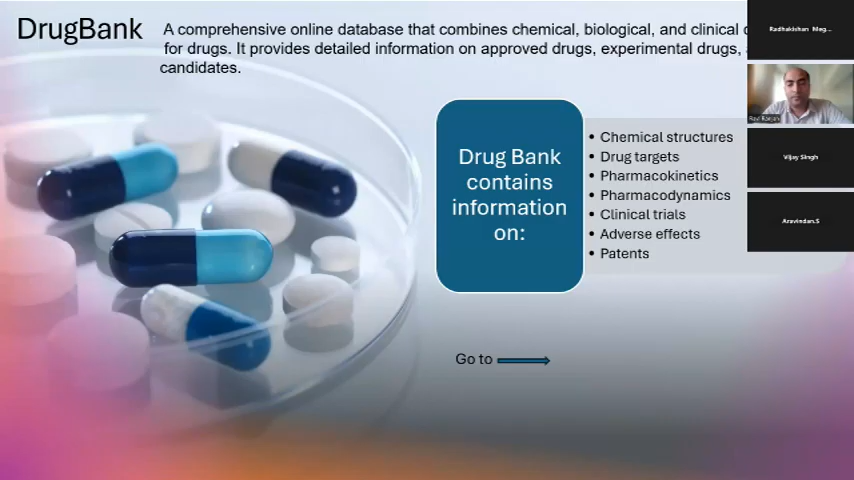 DrugBank
A comprehensive online database that combines chemical, biological, and clinical
for drugs. It provides detailed information on approved drugs, experimental drugs,
candidates.
Drug Bank
contains
information
on:
• Chemical structures
• Drug targets
• Pharmacokinetics
• Pharmacodynamics
• Clinical trials
• Adverse effects
• Patents
Go to
Radhakishan Meg...
Ravi Ranjan
Vijay Singh
Aravindan.S